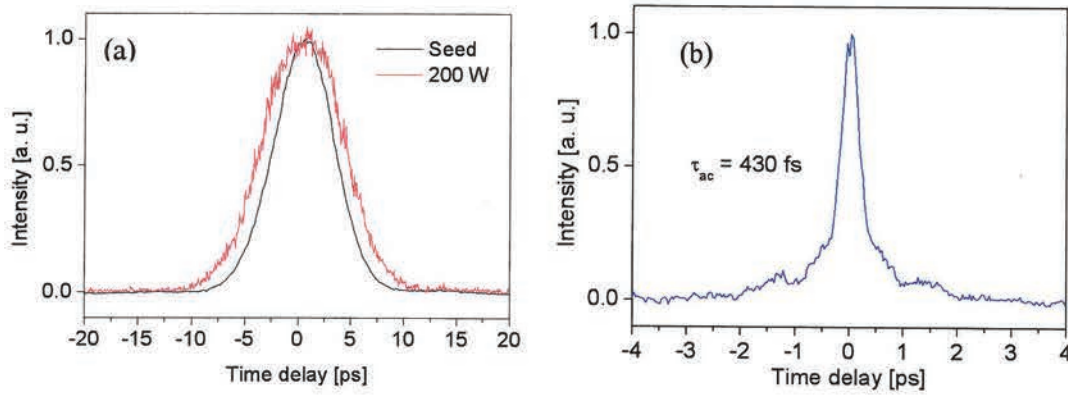 (a)
Seed
200 W
1.0
0.5
0.0
Intensity [a. u.]
-20 -15 -10 -5 0 5 10 15 20
Time delay [ps]
(b)
τac = 430 fs
1.0
0.5
0.0
Intensity [a. u.]
-4 -3 -2 -1 0 1 2 3 4
Time delay [ps]